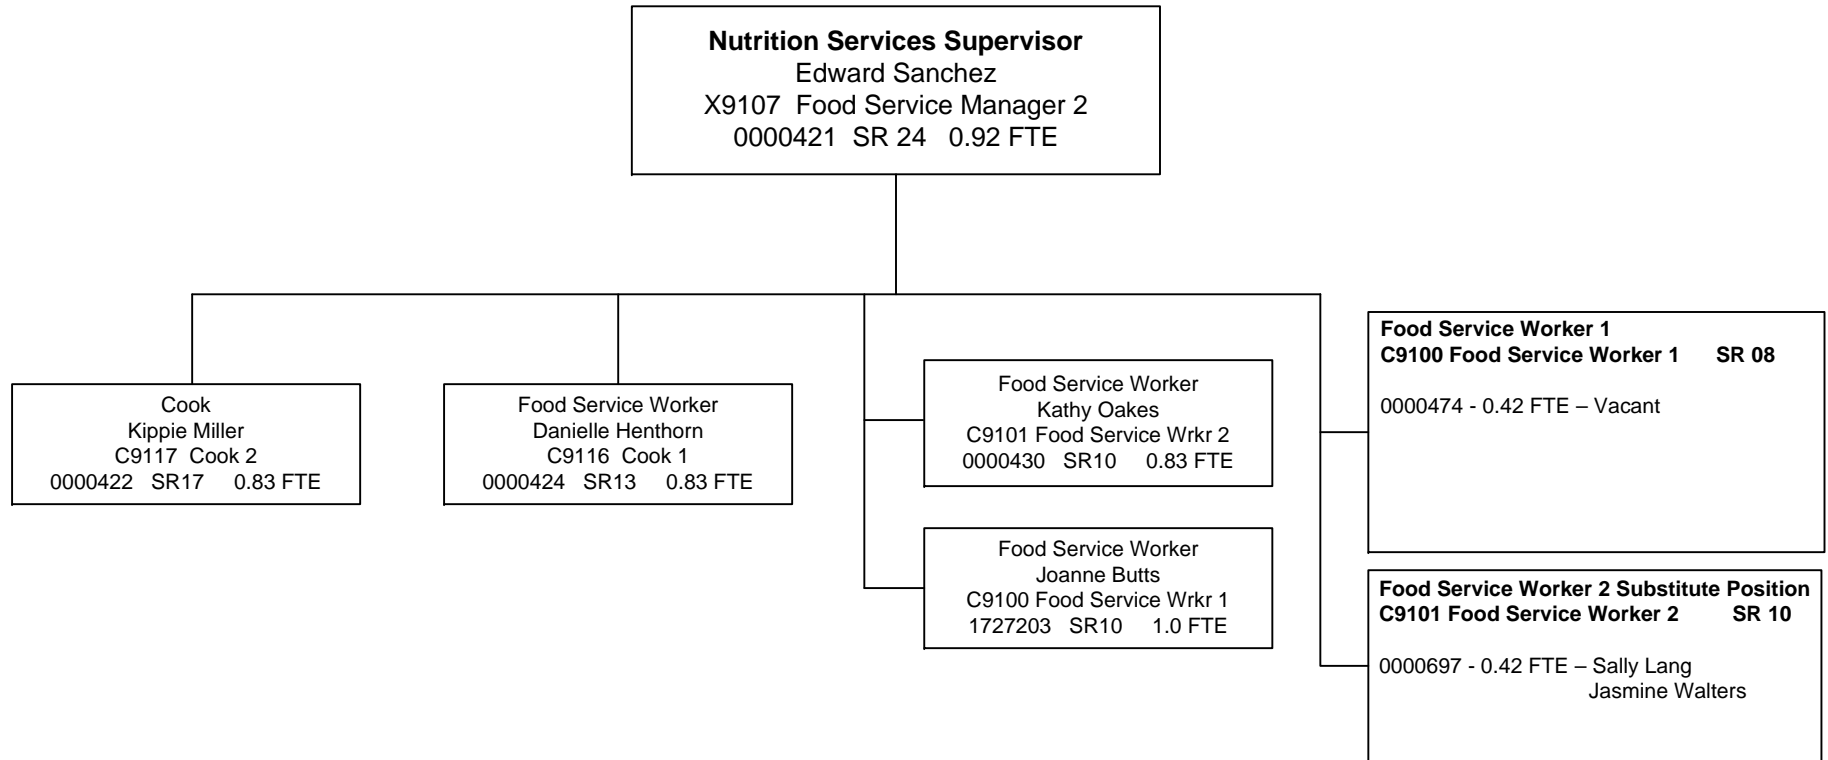 Nutrition Services Supervisor
Edward Sanchez
X9107 Food Service Manager 2
0000421 SR 24 0.92 FTE
Cook
Kippie Miller
C9117 Cook 2
0000422 SR17 0.83 FTE
Food Service Worker
Danielle Henthorn
C9116 Cook 1
0000424 SR13 0.83 FTE
Food Service Worker
Kathy Oakes
C9101 Food Service Wrkr 2
0000430 SR10 0.83 FTE
Food Service Worker
Joanne Butts
C9100 Food Service Wrkr 1
1727203 SR10 1.0 FTE
Food Service Worker 1
C9100 Food Service Worker 1 SR 08
0000474 - 0.42 FTE – Vacant
Food Service Worker 2 Substitute Position
C9101 Food Service Worker 2 SR 10
0000697 - 0.42 FTE – Sally Lang
Jasmine Walters